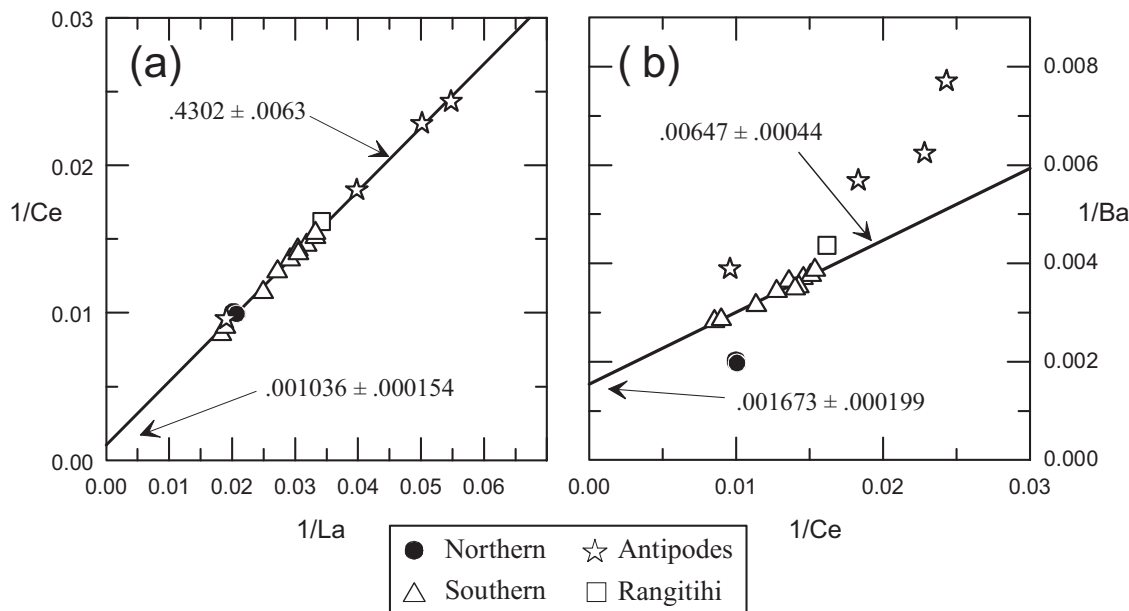 (a)
0.03
0.02
0.01
0.00
1/Ce
.4302 ± .0063
.001036 ± .000154
0.00 0.01 0.02 0.03 0.04 0.05 0.06
1/La
( b)
.00647 ± .00044
.001673 ± .000199
0.008
0.006
0.004
0.002
0.000
1/Ba
0.00 0.01 0.02 0.03
1/Ce
Northern Antipodes
Southern Rangitihi